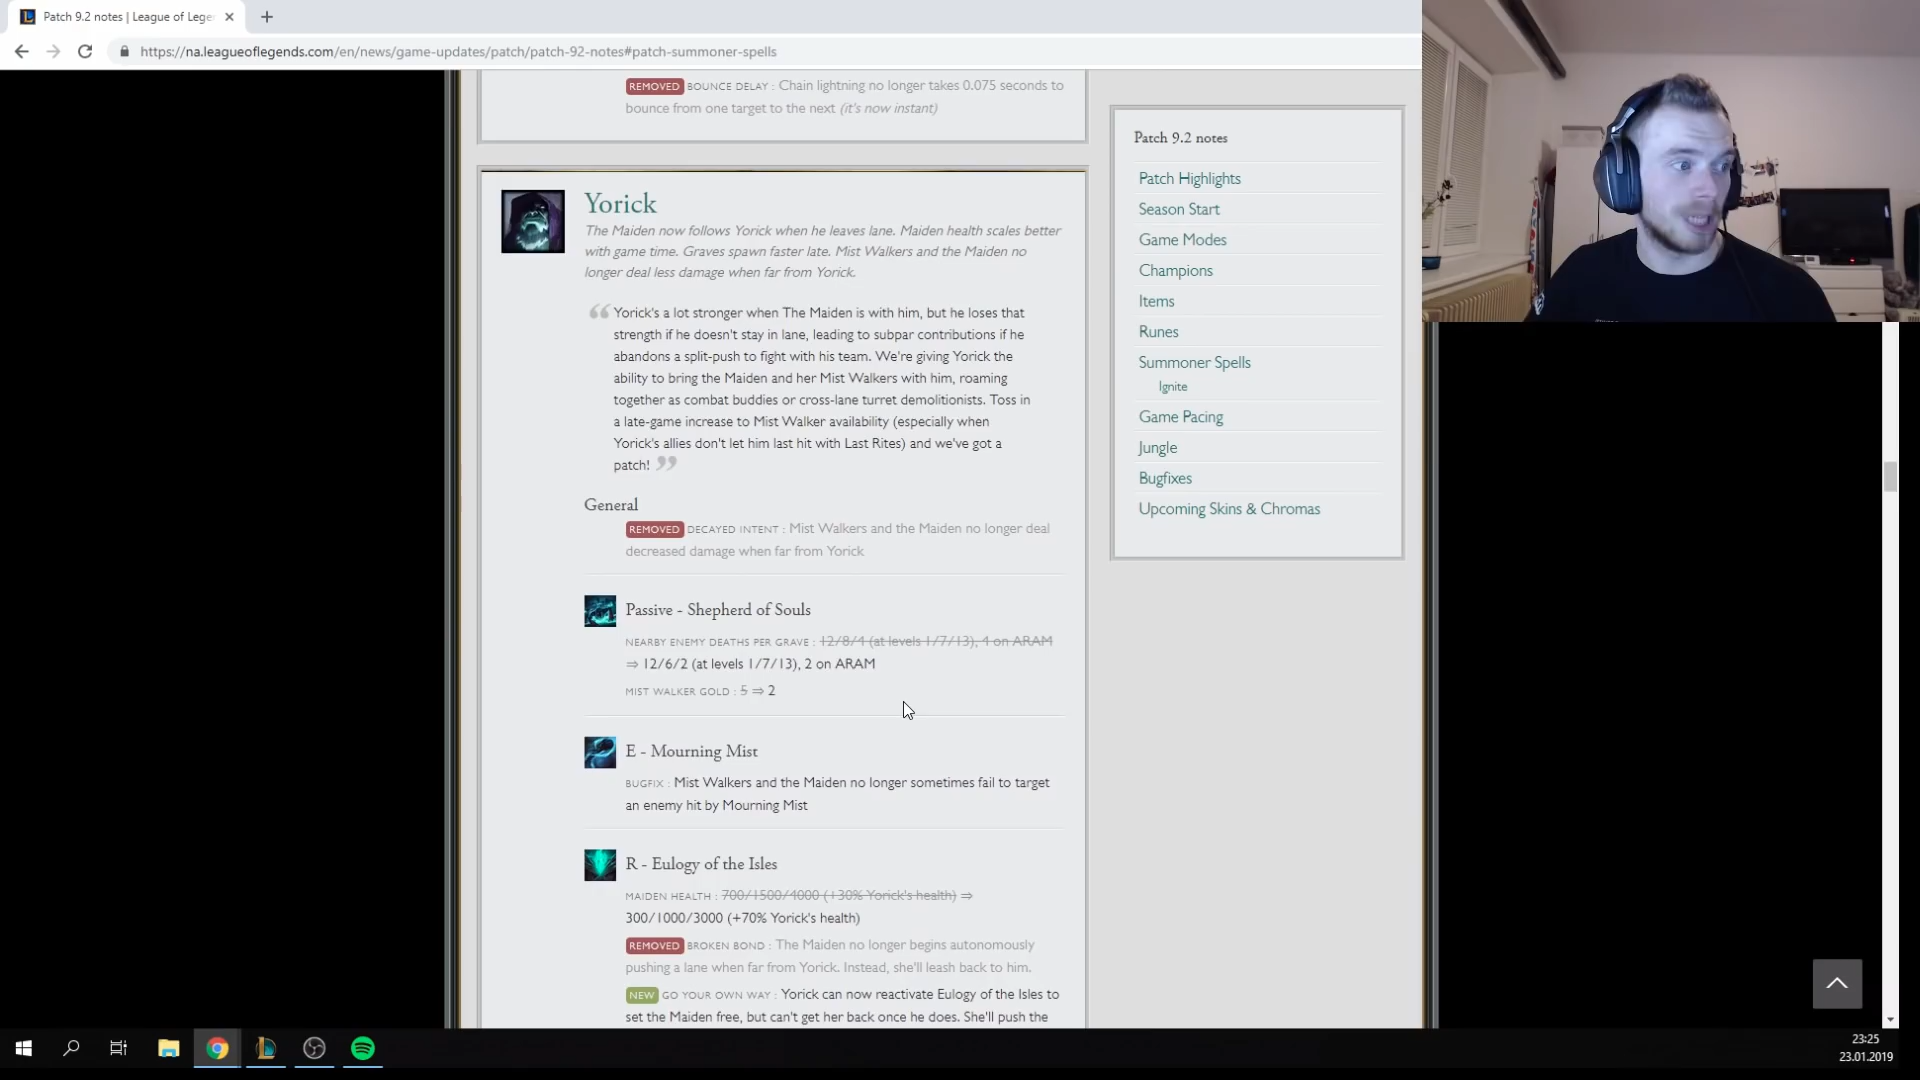 Patch 9.2 notes | League of Lege
https://na.leagueoflegends.com/en/news/game-updates/patch/patch-92-notes#patch-summoner-spells
REMOVED BOUNCE DELAY : Chain lightning no longer takes 0.075 seconds to
bounce from one target to the next (it's now instant)
Yorick
The Maiden now follows Yorick when he leaves lane. Maiden health scales better
with game time. Graves spawn faster late. Mist Walkers and the Maiden no
longer deal less damage when far from Yorick.
“ Yorick's a lot stronger when The Maiden is with him, but he loses that
strength if he doesn't stay in lane, leading to subpar contributions if he
abandons a split-push to fight with his team. We're giving Yorick the
ability to bring the Maiden and her Mist Walkers with him, roaming
together as combat buddies or cross-lane turret demolitionists. Toss in
a late-game increase to Mist Walker availability (especially when
Yorick's allies don't let him last hit with Last Rites) and we've got a
patch! ”
General
REMOVED DECAYED INTENT : Mist Walkers and the Maiden no longer deal
decreased damage when far from Yorick
Passive - Shepherd of Souls
NEARBY ENEMY DEATHS PER GRAVE : 12/8/4 (at levels 1/7/13), 4 on ARAM
⇒ 12/6/2 (at levels 1/7/13), 2 on ARAM
MIST WALKER GOLD : 5 ⇒ 2
E - Mourning Mist
BUGFIX : Mist Walkers and the Maiden no longer sometimes fail to target
an enemy hit by Mourning Mist
R - Eulogy of the Isles
MAIDEN HEALTH : 700/1500/4000 (+30% Yorick's health) ⇒
300/1000/3000 (+70% Yorick's health)
REMOVED BROKEN BOND : The Maiden no longer begins autonomously
pushing a lane when far from Yorick. Instead, she'll leash back to him.
NEW GO YOUR OWN WAY : Yorick can now reactivate Eulogy of the Isles to
set the Maiden free, but can't get her back once he does. She'll push the
Patch 9.2 notes
Patch Highlights
Season Start
Game Modes
Champions
Items
Runes
Summoner Spells
Ignite
Game Pacing
Jungle
Bugfixes
Upcoming Skins & Chromas
23:25
23.01.2019